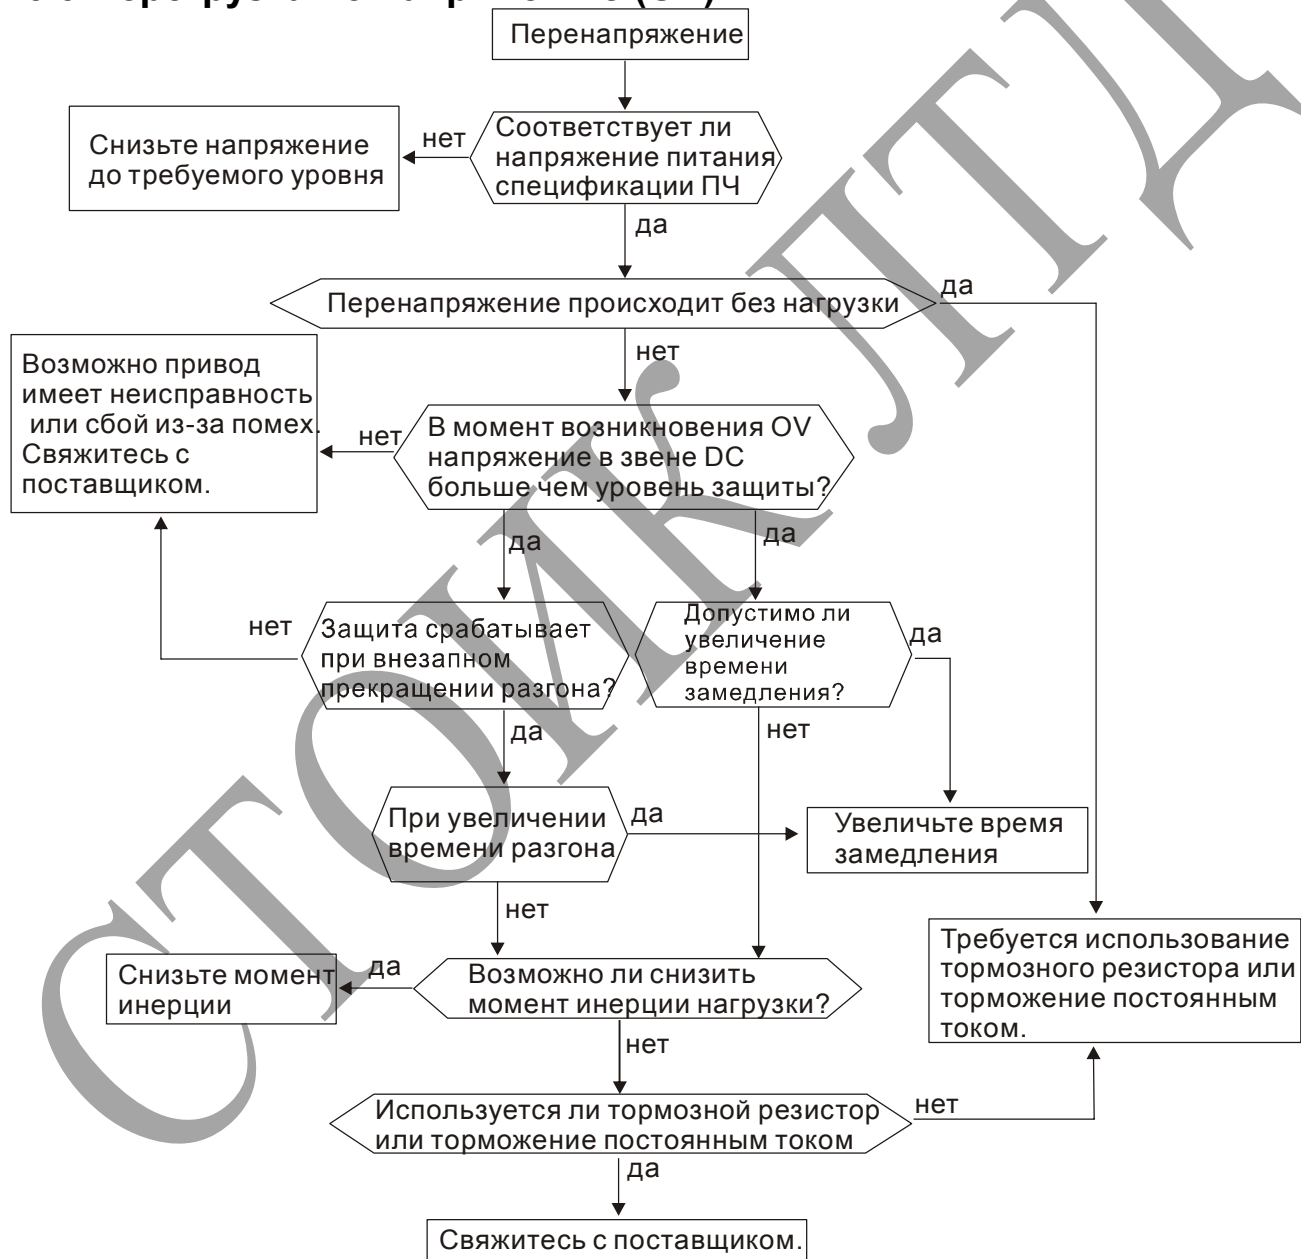 Перенапряжение
Соответствует ли
напряжение питания
спецификации ПЧ
нет
Снизьте напряжение
до требуемого уровня
да
Перенапряжение происходит без нагрузки
да
нет
Возможно привод
имеет неисправность
или сбой из-за помех.
Свяжитесь с
поставщиком.
нет
В момент возникновения OV
напряжение в звене DC
больше чем уровень защиты?
да
да
нет
Защита срабатывает
при внезапном
прекращении разгона?
Допустимо ли
увеличение
времени
замедления?
да
да
нет
При увеличении
времени разгона
да
Увеличьте время
замедления
нет
Снизьте момент
инерции
да
Возможно ли снизить
момент инерции нагрузки?
Требуется использование
тормозного резистора или
торможение постоянным
током.
нет
Используется ли тормозной резистор
или торможение постоянным током
нет
да
Свяжитесь с поставщиком.
СТОИК ЛТД